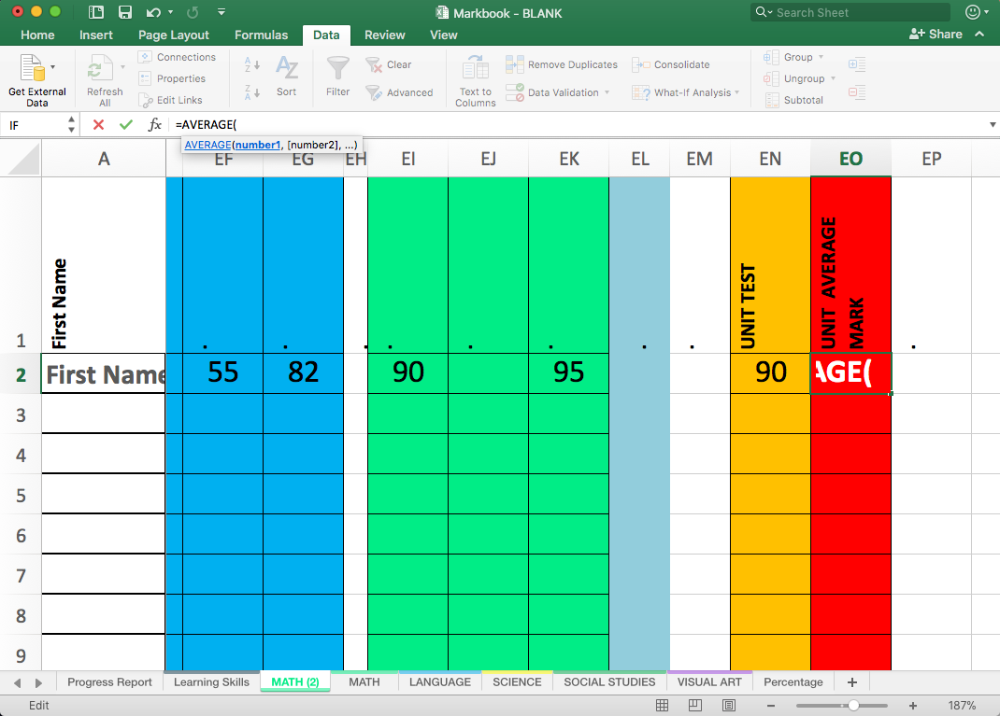 Markbook - BLANK
Search Sheet
Home Insert Page Layout Formulas Data Review View Share
Get External Data
Refresh All
Connections
Properties
Edit Links
A Z
Z A
AZ
Sort
Filter
Clear
Advanced
Text to Columns
Remove Duplicates
Data Validation
Consolidate
What-If Analysis
Group
Ungroup
Subtotal
IF fx =AVERAGE(
AVERAGE(number1, [number2], ...)
A EF EG EH EI EJ EK EL EM EN EO EP
1 First Name . . . . . . . . UNIT TEST UNIT AVERAGE MARK .
2 First Name 55 82 90 95 90 AGE(
3
4
5
6
7
8
9
Progress Report Learning Skills MATH (2) MATH LANGUAGE SCIENCE SOCIAL STUDIES VISUAL ART Percentage +
Edit 187%